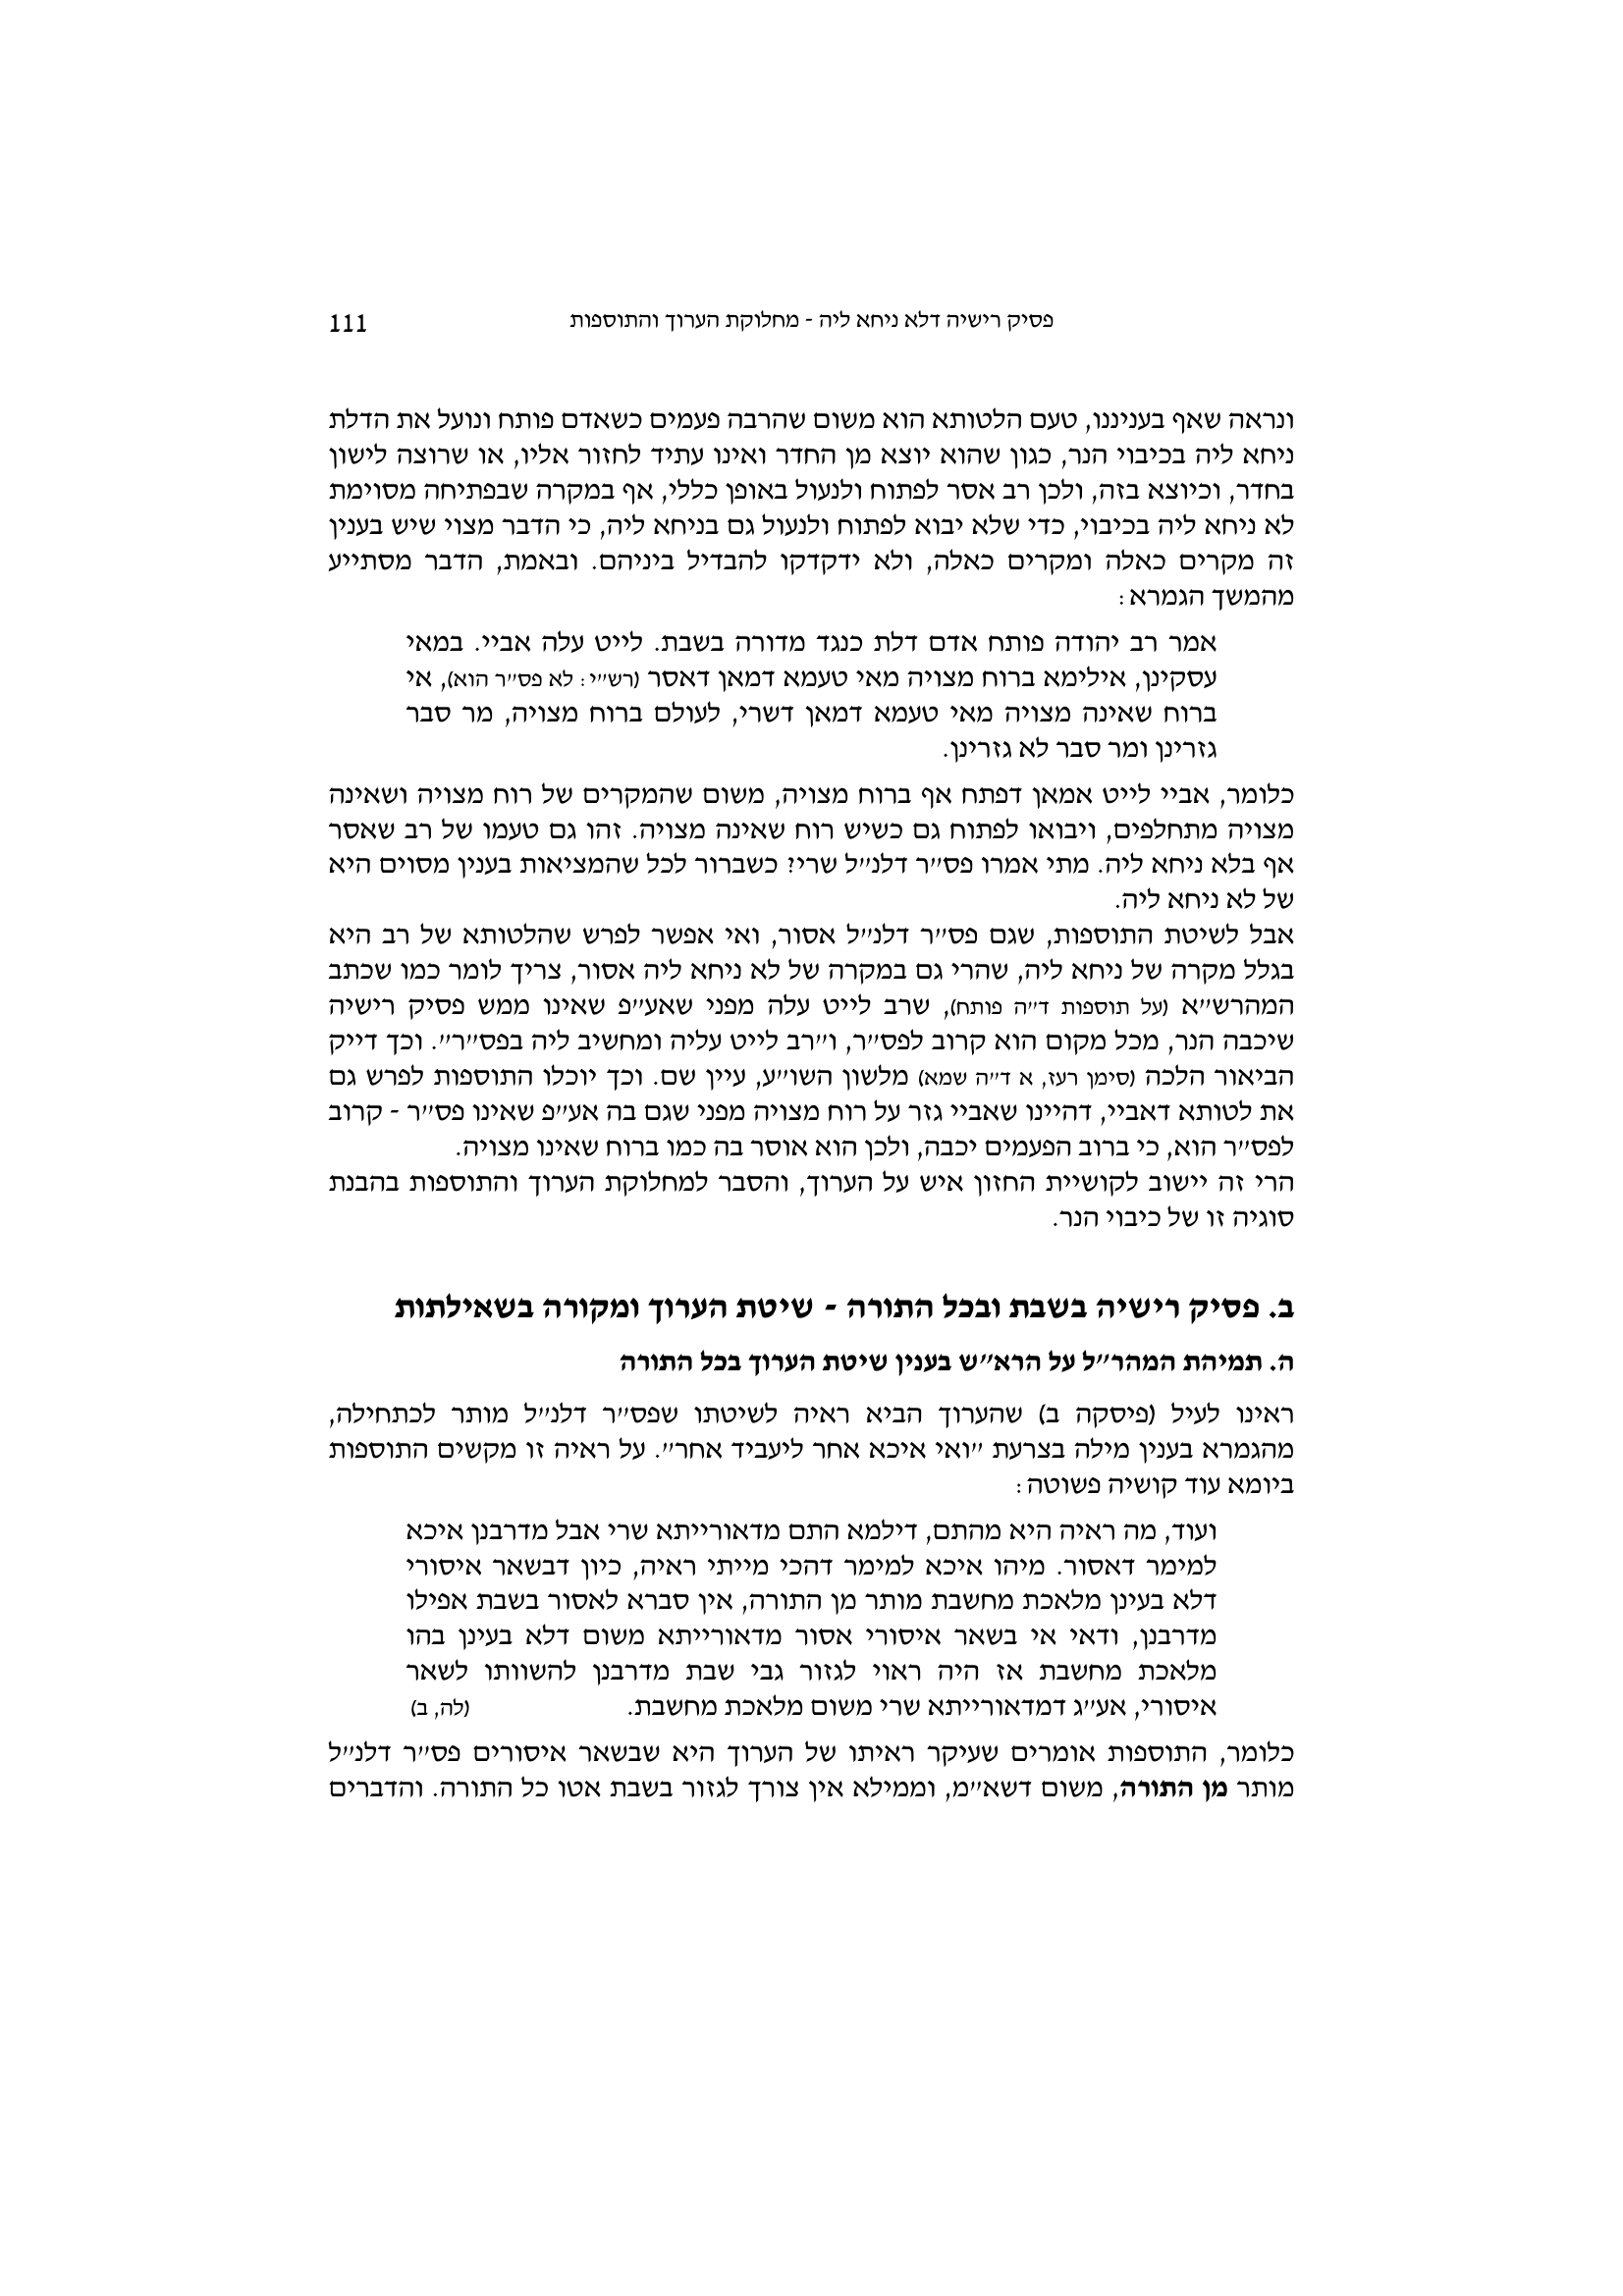 פסיק רישיה דלא ניחא ליה - מחלוקת הערוך והתוספות 111
ונראה שאף בעניננו, טעם הלטותא הוא משום שהרבה פעמים כשאדם פותח ונועל את הדלת
ניחא ליה בכיבוי הנר, כגון שהוא יוצא מן החדר ואינו עתיד לחזור אליו, או שרוצה לישון
בחדר, וכיוצא בזה, ולכן רב אסר לפתוח ולנעול באופן כללי, אף במקרה שבפתיחה מסוימת
לא ניחא ליה בכיבוי, כדי שלא יבוא לפתוח ולנעול גם בניחא ליה, כי הדבר מצוי שיש בענין
זה מקרים כאלה ומקרים כאלה, ולא ידקדקו להבדיל ביניהם. ובאמת, הדבר מסתייע
מהמשך הגמרא:
אמר רב יהודה פותח אדם דלת כנגד מדורה בשבת. לייט עלה אביי. במאי
עסקינן, אילימא ברוח מצויה מאי טעמא דמאן דאסר (רש״י: לא פס״ר הוא), אי
ברוח שאינה מצויה מאי טעמא דמאן דשרי, לעולם ברוח מצויה, מר סבר
גזרינן ומר סבר לא גזרינן.
כלומר, אביי לייט אמאן דפתח אף ברוח מצויה, משום שהמקרים של רוח מצויה ושאינה
מצויה מתחלפים, ויבואו לפתוח גם כשיש רוח שאינה מצויה. זהו גם טעמו של רב שאסר
אף בלא ניחא ליה. מתי אמרו פס״ר דלנ״ל שרי? כשברור לכל שהמציאות בענין מסוים היא
של לא ניחא ליה.
אבל לשיטת התוספות, שגם פס״ר דלנ״ל אסור, ואי אפשר לפרש שהלטותא של רב היא
בגלל מקרה של ניחא ליה, שהרי גם במקרה של לא ניחא ליה אסור, צריך לומר כמו שכתב
המהרש״א (על תוספות ד״ה פותח), שרב לייט עלה מפני שאע״פ שאינו ממש פסיק רישיה
שיכבה הנר, מכל מקום הוא קרוב לפס״ר, ו״רב לייט עליה ומחשיב ליה בפס״ר״. וכך דייק
הביאור הלכה (סימן רעז, א ד״ה שמא) מלשון השו״ע, עיין שם. וכך יוכלו התוספות לפרש גם
את לטותא דאביי, דהיינו שאביי גזר על רוח מצויה מפני שגם בה אע״פ שאינו פס״ר - קרוב
לפס״ר הוא, כי ברוב הפעמים יכבה, ולכן הוא אוסר בה כמו ברוח שאינו מצויה.
הרי זה יישוב לקושיית החזון איש על הערוך, והסבר למחלוקת הערוך והתוספות בהבנת
סוגיה זו של כיבוי הנר.
ב. פסיק רישיה בשבת ובכל התורה - שיטת הערוך ומקורה בשאילתות
ה. תמיהת המהר״ל על הרא״ש בענין שיטת הערוך בכל התורה
ראינו לעיל (פיסקה ב) שהערוך הביא ראיה לשיטתו שפס״ר דלנ״ל מותר לכתחילה,
מהגמרא בענין מילה בצרעת ״ואי איכא אחר ליעביד אחר״. על ראיה זו מקשים התוספות
ביומא עוד קושיה פשוטה:
ועוד, מה ראיה היא מהתם, דילמא התם מדאורייתא שרי אבל מדרבנן איכא
למימר דאסור. מיהו איכא למימר דהכי מייתי ראיה, כיון דבשאר איסורי
דלא בעינן מלאכת מחשבת מותר מן התורה, אין סברא לאסור בשבת אפילו
מדרבנן, ודאי אי בשאר איסורי אסור מדאורייתא משום דלא בעינן בהו
מלאכת מחשבת אז היה ראוי לגזור גבי שבת מדרבנן להשוותו לשאר
איסורי, אע״ג דמדאורייתא שרי משום מלאכת מחשבת. (לה, ב)
כלומר, התוספות אומרים שעיקר ראיתו של הערוך היא שבשאר איסורים פס״ר דלנ״ל
מותר מן התורה, משום דשא״מ, וממילא אין צורך לגזור בשבת אטו כל התורה. והדברים